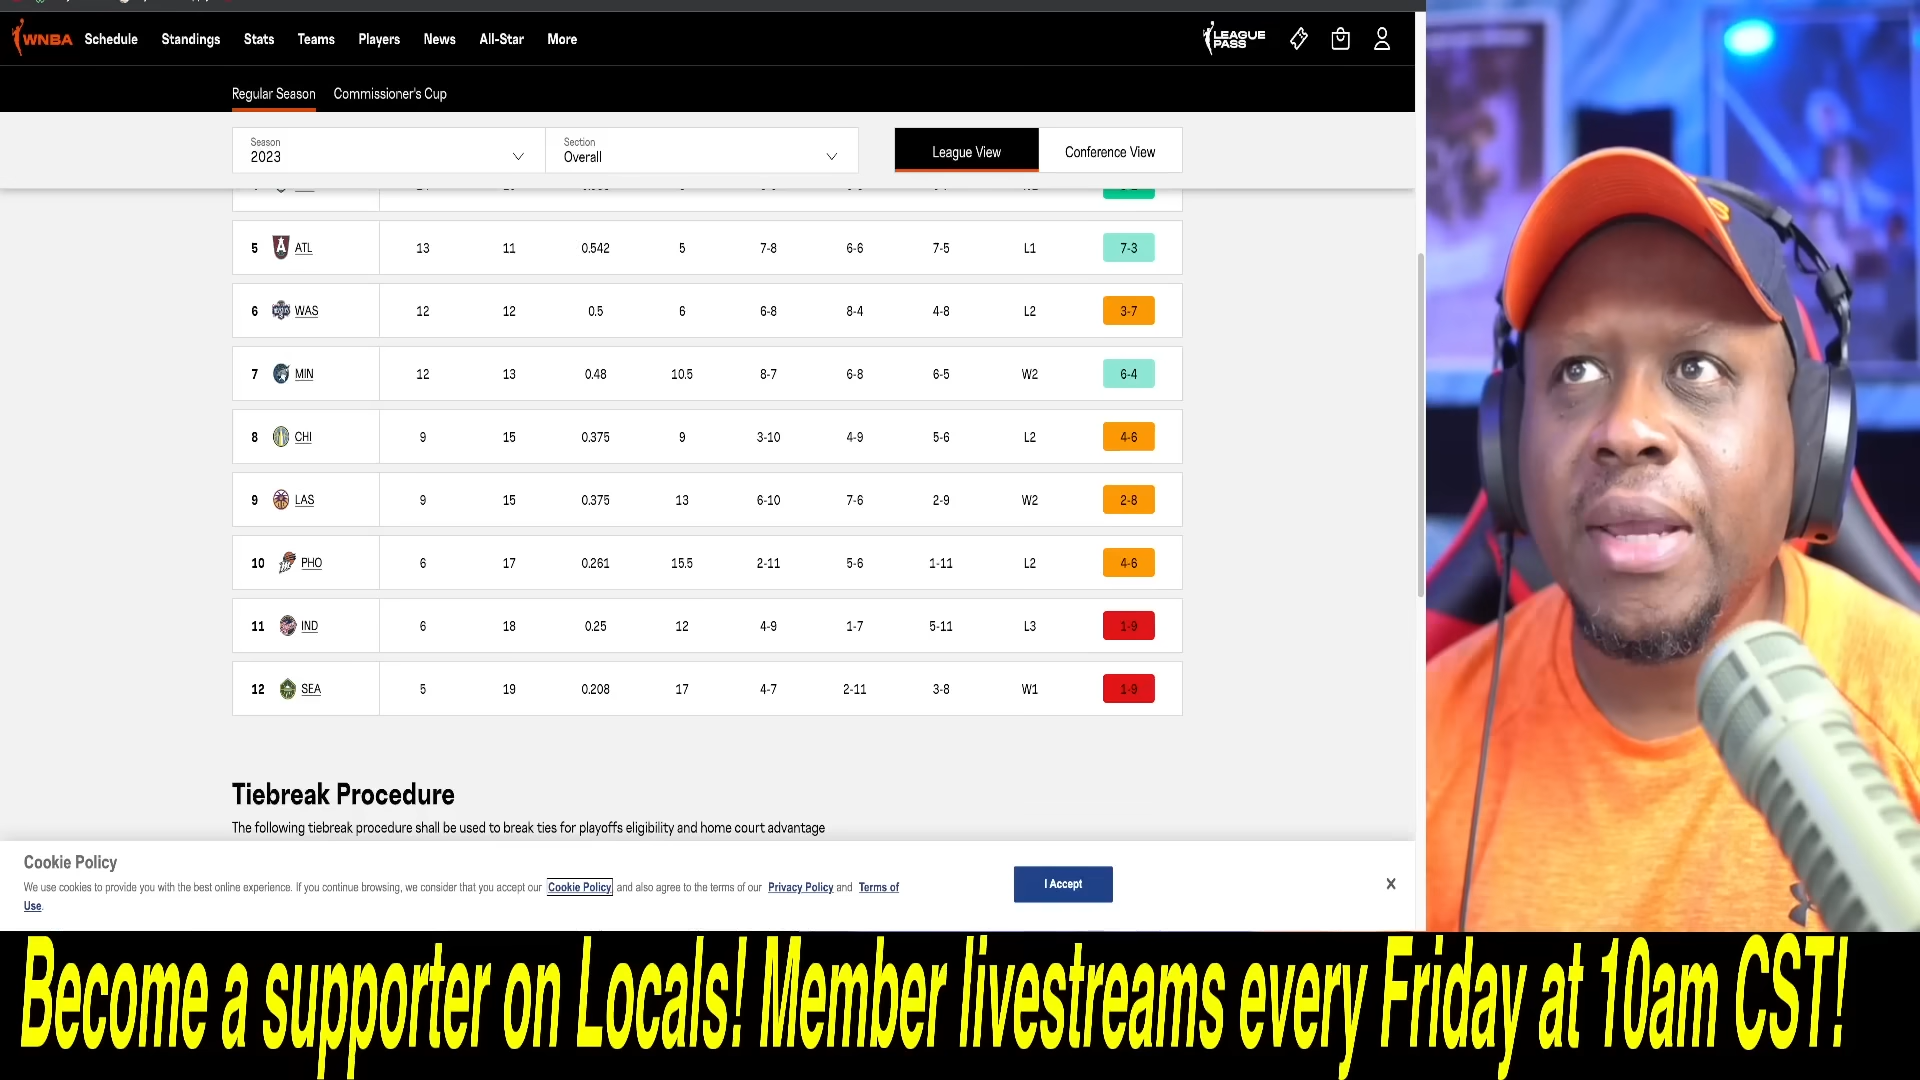 WNBA Schedule Standings Stats Teams Players News All-Star More LEAGUE PASS
Regular Season Commissioner's Cup
Season
2023
Section
Overall
League View Conference View
5 ATL 13 11 0.542 5 7-8 6-6 7-5 L1 7-3
6 WAS 12 12 0.5 6 6-8 8-4 4-8 L2 3-7
7 MIN 12 13 0.48 10.5 8-7 6-8 6-5 W2 6-4
8 CHI 9 15 0.375 9 3-10 4-9 5-6 L2 4-6
9 LAS 9 15 0.375 13 6-10 7-6 2-9 W2 2-8
10 PHO 6 17 0.261 15.5 2-11 5-6 1-11 L2 4-6
11 IND 6 18 0.25 12 4-9 1-7 5-11 L3 1-9
12 SEA 5 19 0.208 17 4-7 2-11 3-8 W1 1-9
Tiebreak Procedure
The following tiebreak procedure shall be used to break ties for playoffs eligibility and home court advantage
Cookie Policy
We use cookies to provide you with the best online experience. If you continue browsing, we consider that you accept our Cookie Policy and also agree to the terms of our Privacy Policy and Terms of
Use.
I Accept
X
Become a supporter on Locals! Member livestreams every Friday at 10am CST!